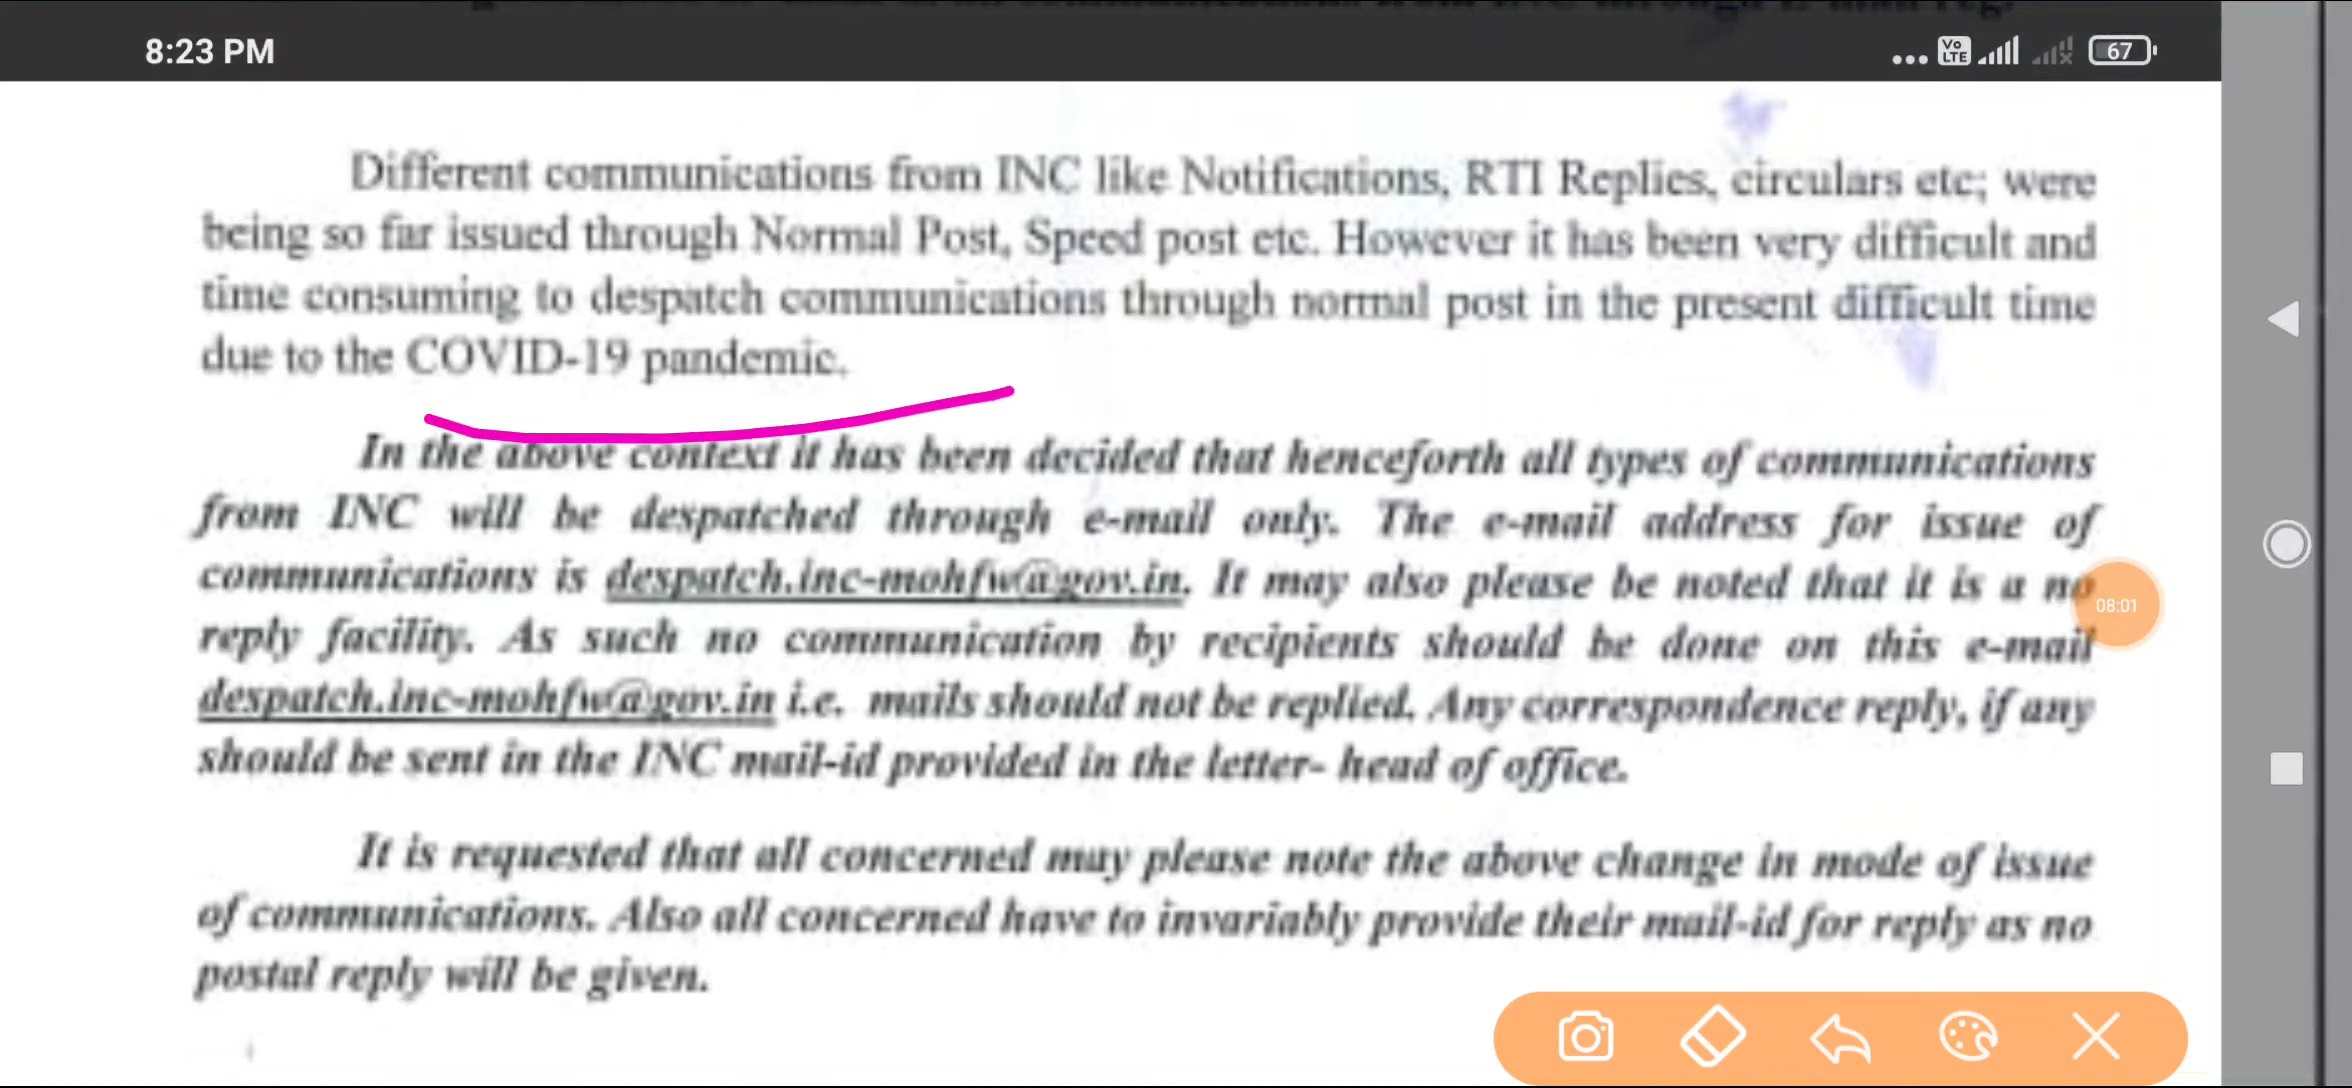 8:23 PM
Vo LTE
67
Different communications from INC like Notifications, RTI Replies, circulars etc; were
being so far issued through Normal Post, Speed post etc. However it has been very difficult and
time consuming to despatch communications through normal post in the present difficult time
due to the COVID-19 pandemic.
In the above context it has been decided that henceforth all types of communications
from INC will be despatched through e-mail only. The e-mail address for issue of
communications is despatch.inc-mohfw@gov.in. It may also please be noted that it is a no
08:01
reply facility. As such no communication by recipients should be done on this e-mail
despatch.inc-mohfw@gov.in i.e. mails should not be replied. Any correspondence reply, if any
should be sent in the INC mail-id provided in the letter- head of office.
It is requested that all concerned may please note the above change in mode of issue
of communications. Also all concerned have to invariably provide their mail-id for reply as no
postal reply will be given.